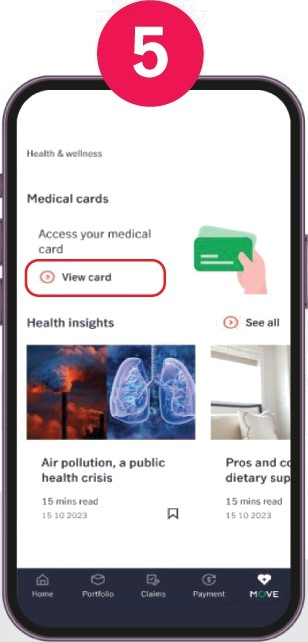 5
Health & wellness
Medical cards
Access your medical
card
View card
Health insights
See all
Air pollution, a public
health crisis
15 mins read
15 10 2023
Pros and co
dietary sup
15 mins read
15 10 2023
Home
Portfolio
Claims
Payment
MOVE